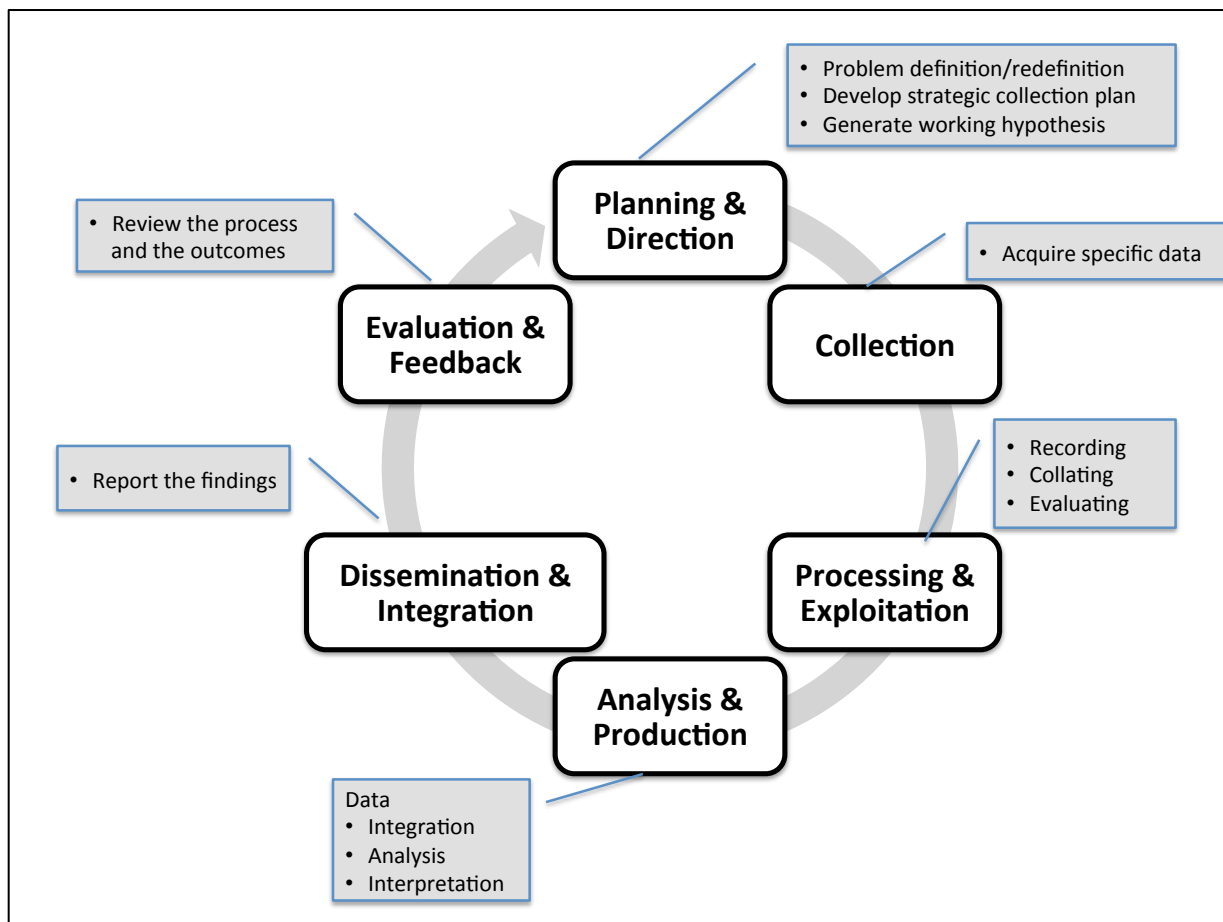 • Problem definition/redefinition
• Develop strategic collection plan
• Generate working hypothesis
Planning &
Direction
• Review the process
and the outcomes
• Acquire specific data
Evaluation &
Feedback
Collection
• Recording
• Collating
• Evaluating
• Report the findings
Dissemination &
Integration
Processing &
Exploitation
Analysis &
Production
Data
• Integration
• Analysis
• Interpretation